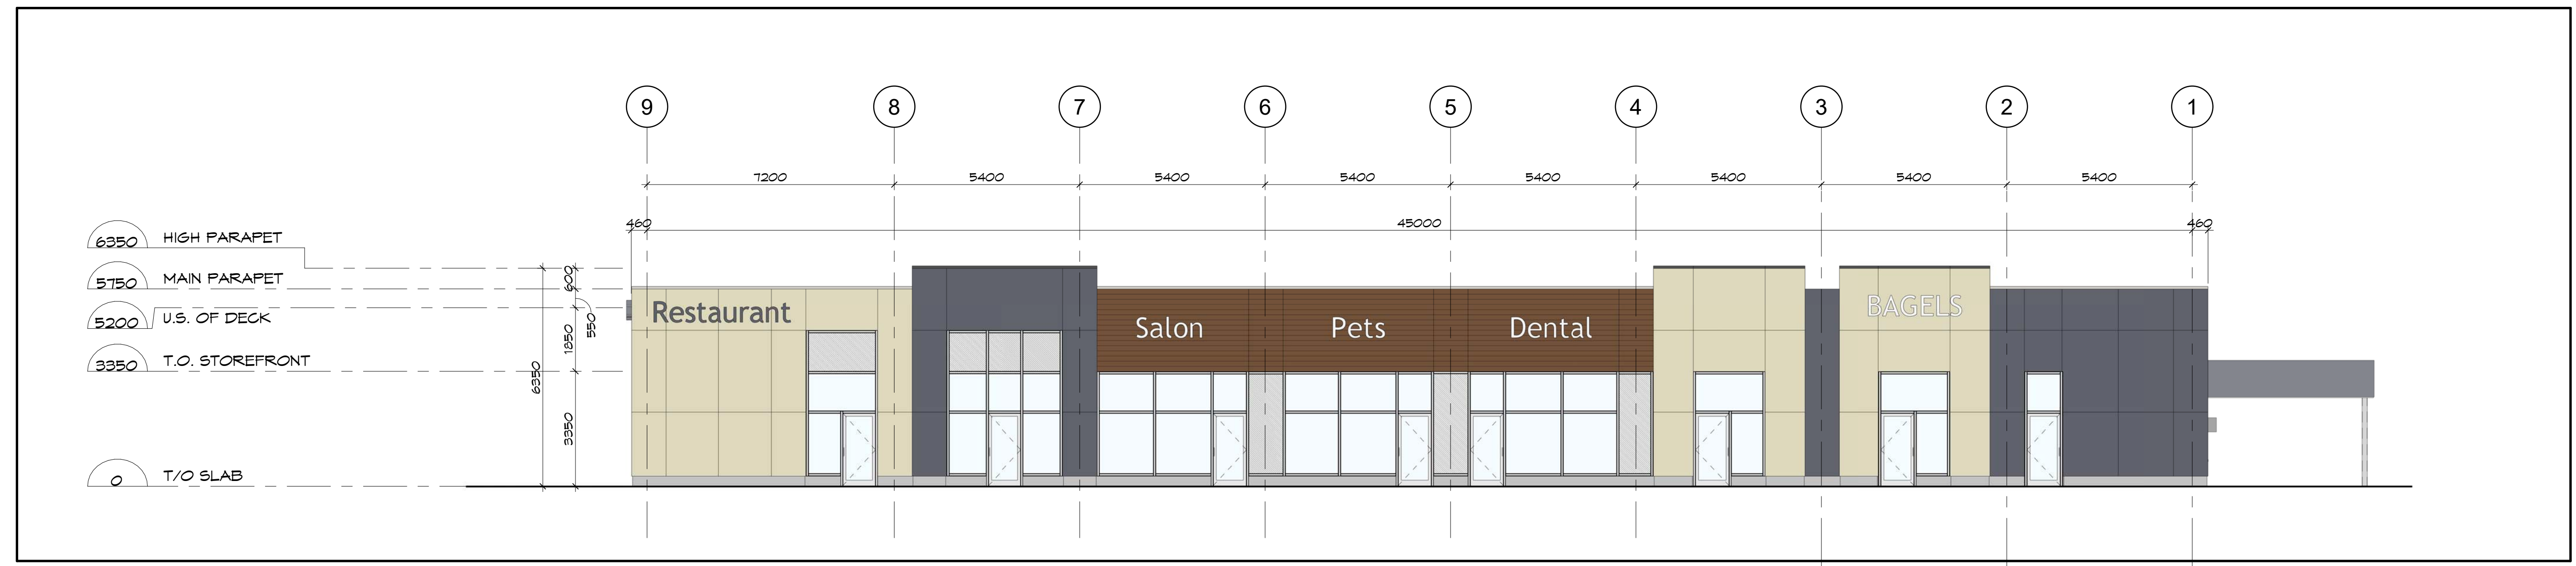 9 8 7 6 5 4 3 2 1
7200 5400 5400 5400 5400 5400 5400 5400
460 45000 460
6350 HIGH PARAPET
5750 MAIN PARAPET
5200 U.S. OF DECK
3350 T.O. STOREFRONT
0 T/O SLAB
6350
600
550
1850
3350
Restaurant
Salon
Pets
Dental
BAGELS